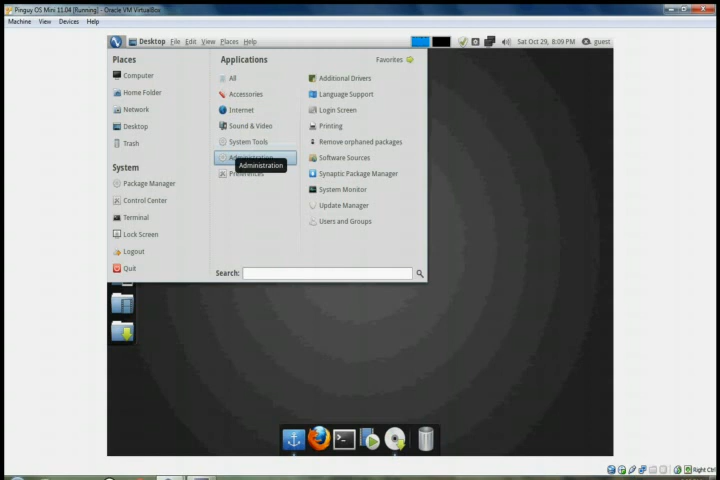 Pinguy OS Mini 11.04 [Running] - Oracle VM VirtualBox
Machine View Devices Help
Desktop File Edit View Places Help Sat Oct 29, 8:09 PM guest
Places
Computer
Home Folder
Network
Desktop
Trash
System
Package Manager
Control Center
Terminal
Lock Screen
Logout
Quit
Applications
Favorites
All
Accessories
Internet
Sound & Video
System Tools
Administration
Administration
Preferences
Additional Drivers
Language Support
Login Screen
Printing
Remove orphaned packages
Software Sources
Synaptic Package Manager
System Monitor
Update Manager
Users and Groups
Search:
Right Ctrl